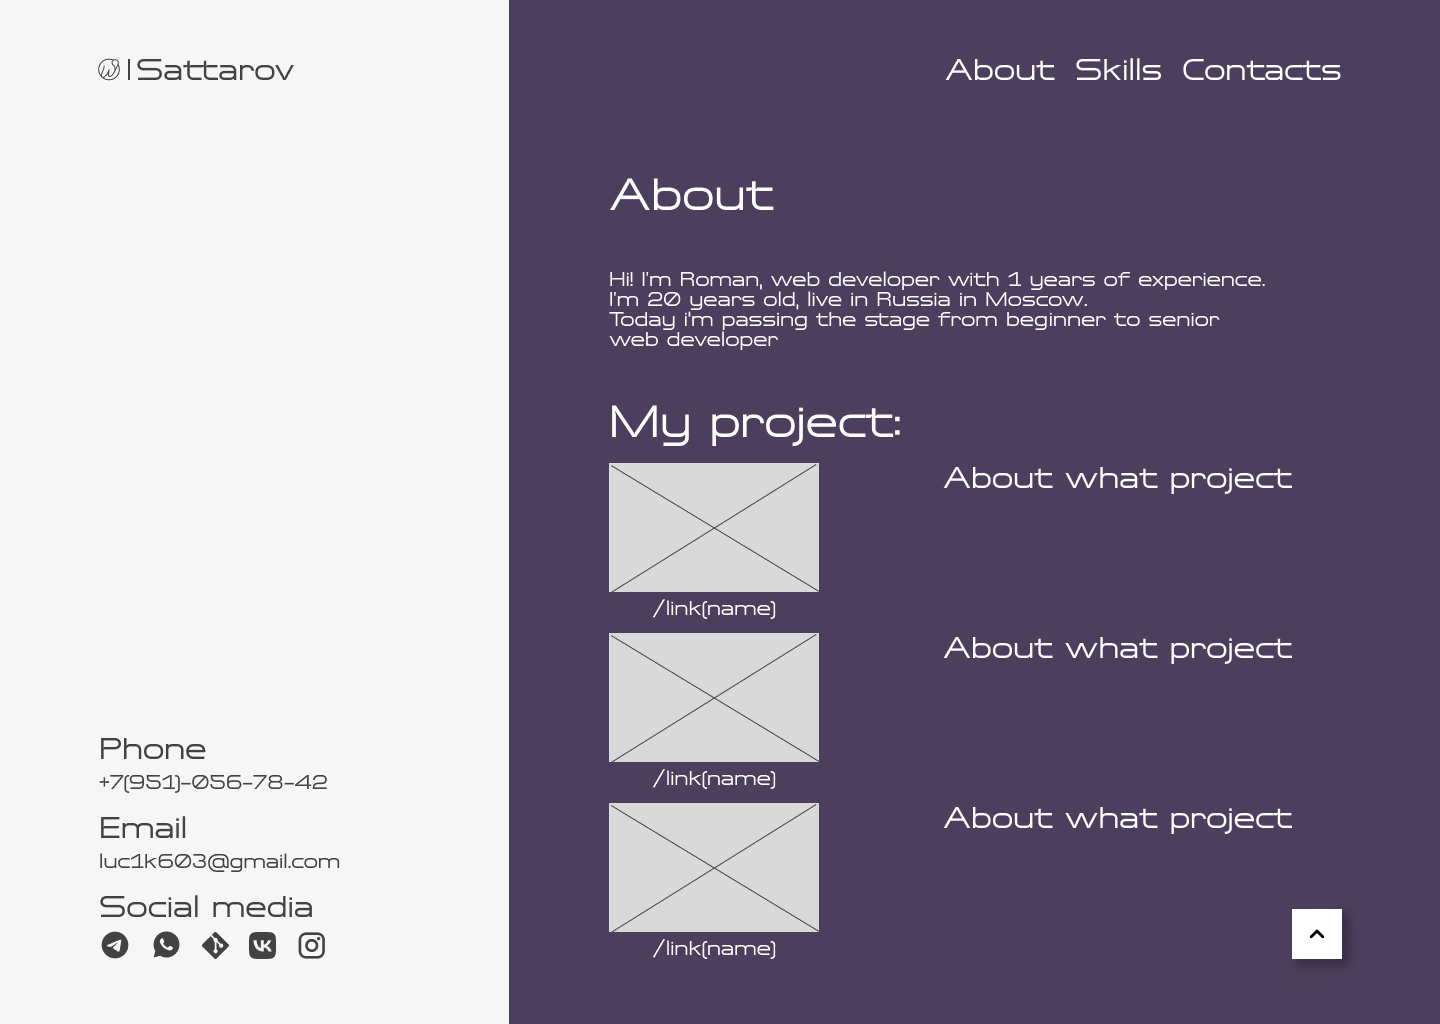 Sattarov
About Skills Contacts
About
Hi! I'm Roman, web developer with 1 years of experience.
I'm 20 years old, live in Russia in Moscow.
Today i'm passing the stage from beginner to senior
web developer
My project:
About what project
/link(name)
About what project
/link(name)
About what project
/link(name)
Phone
+7(951)-056-78-42
Email
luc1k603@gmail.com
Social media